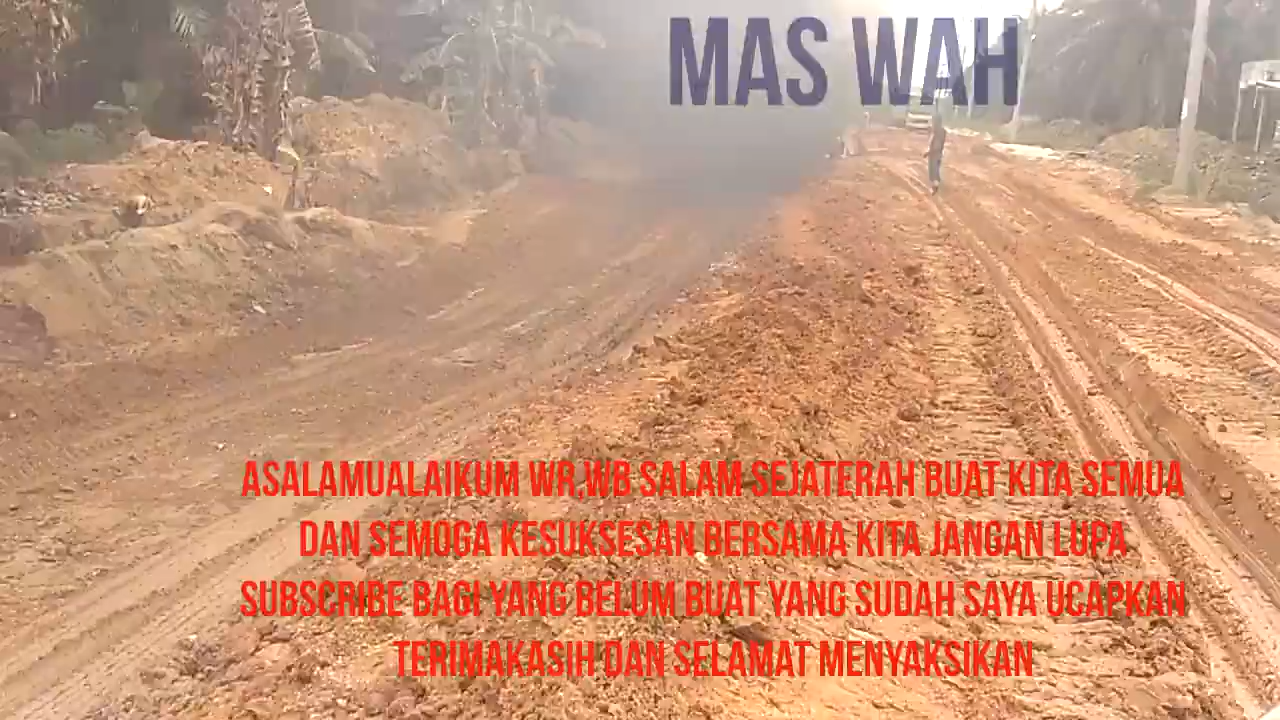 MAS WAH
ASALAMUALAIKUM WR,WB SALAM SEJATERAH BUAT KITA SEMUA
DAN SEMOGA KESUKSESAN BERSAMA KITA JANGAN LUPA
SUBSCRIBE BAGI YANG BELUM BUAT YANG SUDAH SAYA UCAPKAN
TERIMAKASIH DAN SELAMAT MENYAKSIKAN